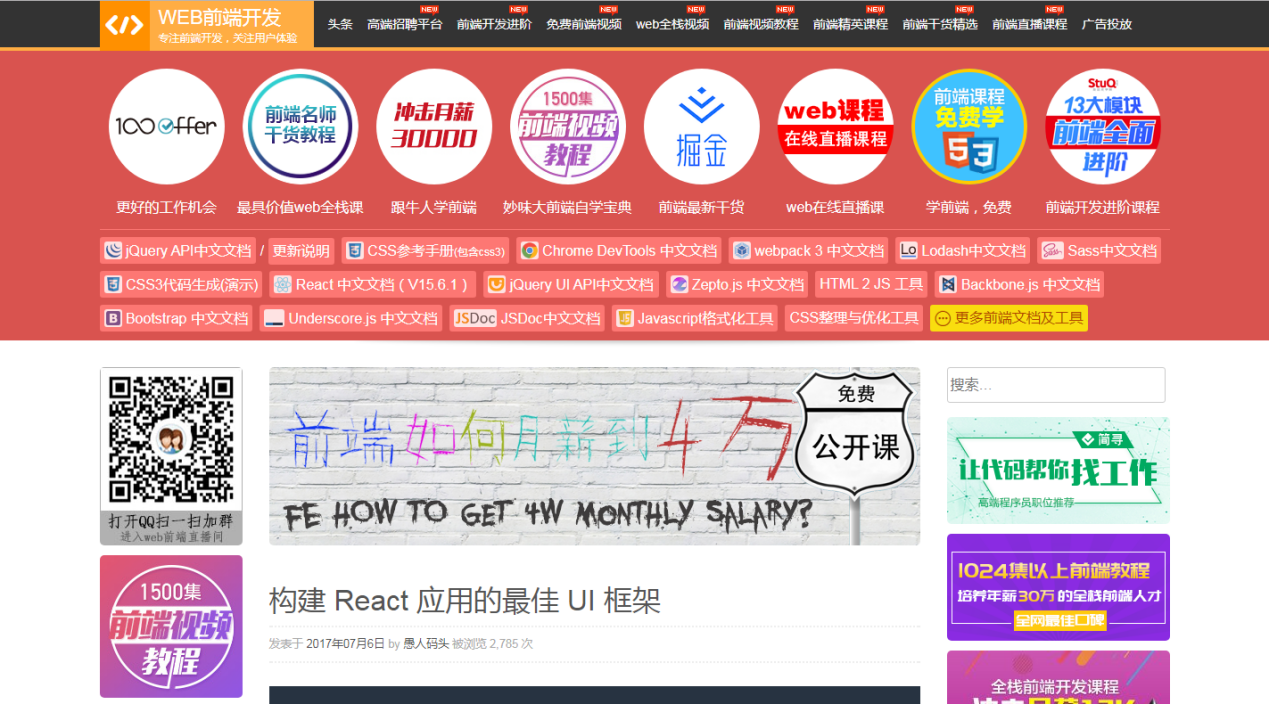 WEB前端开发
专注前端开发，关注用户体验
头条
高端招聘平台 NEW
前端开发进阶 NEW
免费前端视频 NEW
web全栈视频 NEW
前端视频教程 NEW
前端精英课程 NEW
前端干货精选 NEW
前端直播课程 NEW
广告投放
100 offer
更好的工作机会
前端名师
干货教程
最具价值web全栈课
冲击月薪
30000
跟牛人学前端
1500集
前端视频
教程
妙味大前端自学宝典
掘金
前端最新干货
web课程
在线直播课程
web在线直播课
前端课程
免费学
5 3
学前端，免费
StuQ
13大模块
前端全面
进阶
前端开发进阶课程
jQuery API中文文档 / 更新说明 CSS参考手册(包含css3) Chrome DevTools 中文文档 webpack 3 中文文档 Lo Lodash中文文档 Sass Sass中文文档
CSS3代码生成(演示) React 中文文档 ( V15.6.1 ) jQuery UI API中文文档 Zepto.js 中文文档 HTML 2 JS 工具 Backbone.js 中文文档
B Bootstrap 中文文档 Underscore.js 中文文档 JSDoc JSDoc中文文档 JS Javascript格式化工具 CSS整理与优化工具 更多前端文档及工具
打开QQ扫一扫加群
进入web前端直播间
1500集
前端视频
教程
前端如何月薪到4万
FE HOW TO GET 4W MONTHLY SALARY?
免费
公开课
构建 React 应用的最佳 UI 框架
发表于 2017年07月6日 by 愚人码头 被浏览 2,785 次
搜索...
简寻
让代码帮你找工作
高端程序员职位推荐
1024集以上前端教程
培养年薪30万的全栈前端人才
全网最佳口碑
全栈前端开发课程